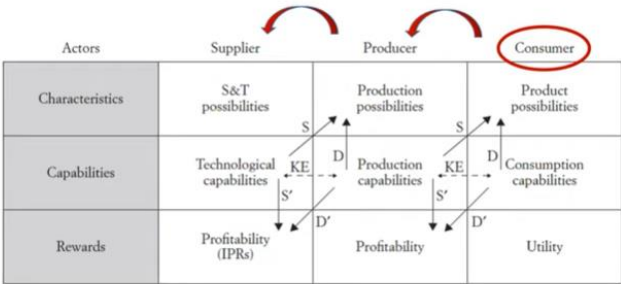 Actors Supplier Producer Consumer
Characteristics S&T possibilities Production possibilities Product possibilities
S S
Capabilities Technological capabilities KE D Production capabilities KE D Consumption capabilities
S′ S′
D′ D′
Rewards Profitability (IPRs) Profitability Utility